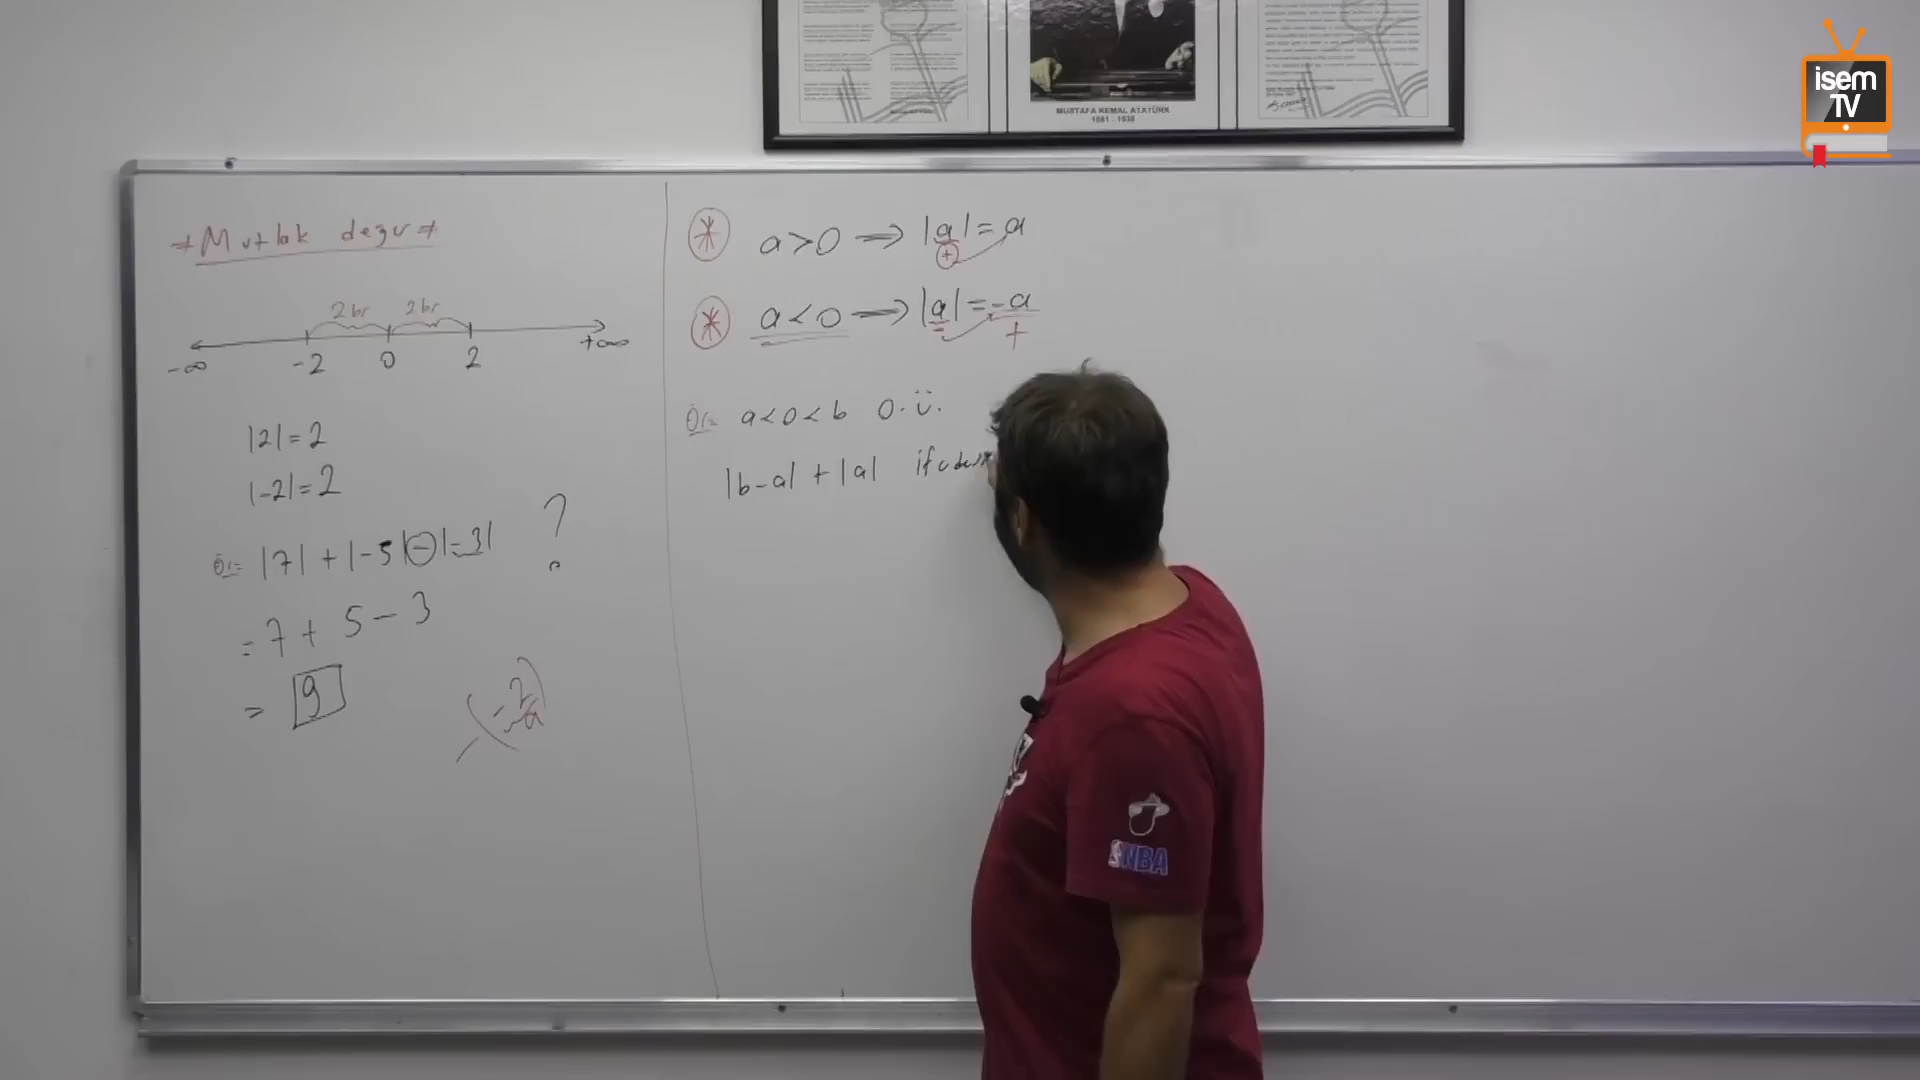 isem
TV
MUSTAFA KEMAL ATATÜRK
1881 - 1938
Mutlak değer
2br 2br
-∞ -2 0 2 +∞
|2|=2
|-2|=2
Ör: |7| + |-5| - |-3| ?
= 7 + 5 - 3
= 9
a>0 ⇒ |a| = a
+
a<0 ⇒ |a| = -a
- +
Ör: a<0<b O.Ü.
|b-a| + |a|
NBA